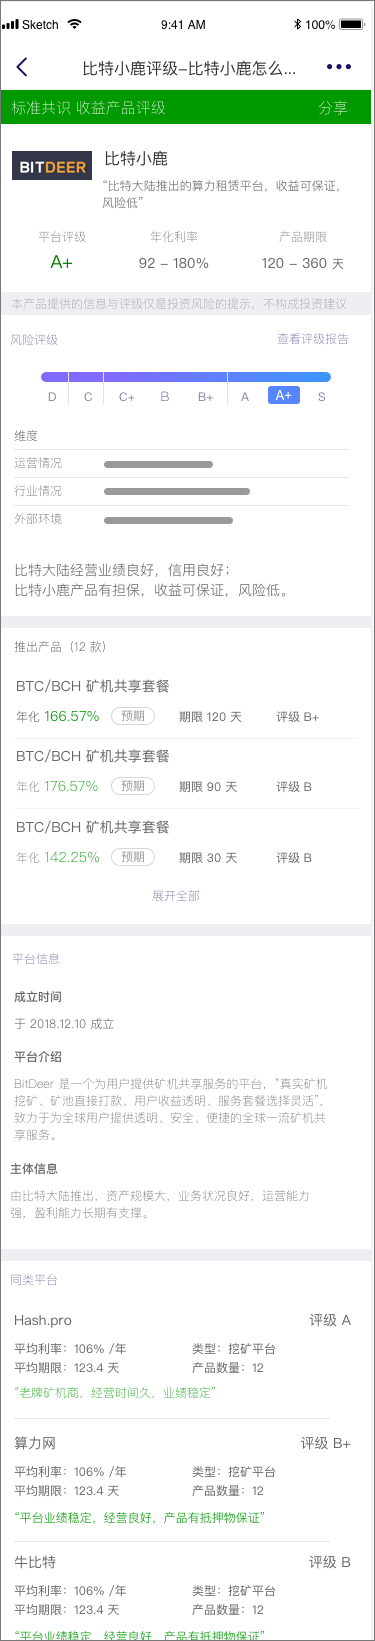 Sketch 9:41 AM 100%
比特小鹿评级-比特小鹿怎么...
标准共识 收益产品评级 分享
BITDEER
比特小鹿
“比特大陆推出的算力租赁平台，收益可保证，
风险低”
平台评级 年化利率 产品期限
A+ 92 - 180% 120 - 360 天
本产品提供的信息与评级仅是投资风险的提示，不构成投资建议
风险评级 查看评级报告
D C C+ B B+ A A+ S
维度
运营情况
行业情况
外部环境
比特大陆经营业绩良好，信用良好；
比特小鹿产品有担保，收益可保证，风险低。
推出产品（12 款）
BTC/BCH 矿机共享套餐
年化 166.57% 预期 期限 120 天 评级 B+
BTC/BCH 矿机共享套餐
年化 176.57% 预期 期限 90 天 评级 B
BTC/BCH 矿机共享套餐
年化 142.25% 预期 期限 30 天 评级 B
展开全部
平台信息
成立时间
于 2018.12.10 成立
平台介绍
BitDeer 是一个为用户提供矿机共享服务的平台，“真实矿机
挖矿、矿池直接打款、用户收益透明、服务套餐选择灵活”，
致力于为全球用户提供透明、安全、便捷的全球一流矿机共
享服务。
主体信息
由比特大陆推出，资产规模大，业务状况良好，运营能力
强，盈利能力长期有支撑。
同类平台
Hash.pro 评级 A
平均利率：106% /年 类型：挖矿平台
平均期限：123.4 天 产品数量：12
“老牌矿机商，经营时间久，业绩稳定”
算力网 评级 B+
平均利率：106% /年 类型：挖矿平台
平均期限：123.4 天 产品数量：12
“平台业绩稳定，经营良好，产品有抵押物保证”
牛比特 评级 B
平均利率：106% /年 类型：挖矿平台
平均期限：123.4 天 产品数量：12
“平台业绩稳定，经营良好，产品有抵押物保证”